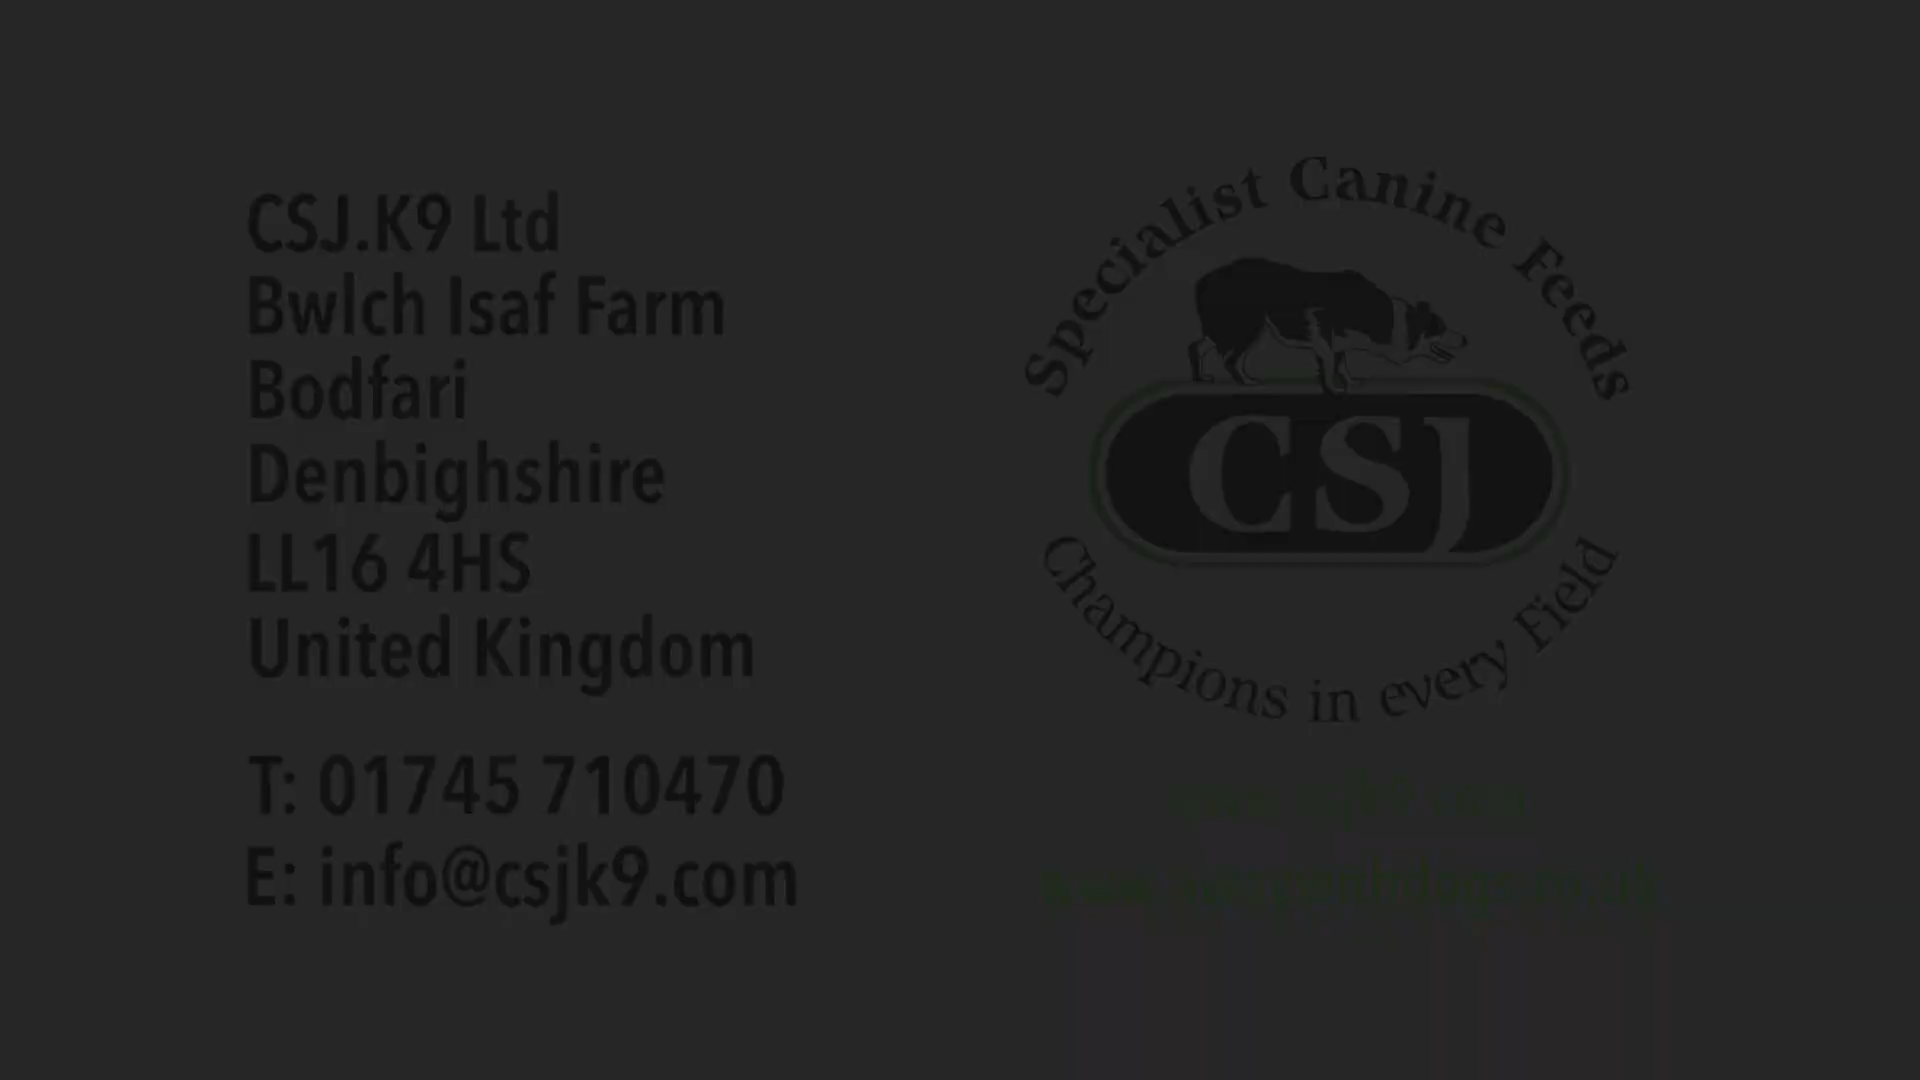 CSJ.K9 Ltd
Bwlch Isaf Farm
Bodfari
Denbighshire
LL16 4HS
United Kingdom
T: 01745 710470
E: info@csjk9.com
Specialist Canine Feeds
CSJ
Champions in every Field